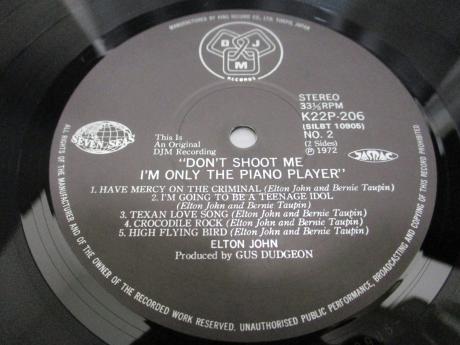 MANUFACTURED BY KING RECORD CO., LTD. TOKYO, JAPAN
DJM
RECORDS
STEREO
33⅓RPM
K22P-206
(SILBT 10905)
NO. 2
(2 Sides)
Ⓟ 1972
JASRAC
SEVEN SEAS
This Is
An Original
DJM Recording
"DON'T SHOOT ME
I'M ONLY THE PIANO PLAYER"
1. HAVE MERCY ON THE CRIMINAL (Elton John and Bernie Taupin)
2. I'M GOING TO BE A TEENAGE IDOL
(Elton John and Bernie Taupin)
3. TEXAN LOVE SONG (Elton John and Bernie Taupin)
4. CROCODILE ROCK (Elton John and Bernie Taupin)
5. HIGH FLYING BIRD (Elton John and Bernie Taupin)
ELTON JOHN
Produced by GUS DUDGEON
ALL RIGHTS OF THE MANUFACTURER AND OF THE OWNER OF THE RECORDED WORK RESERVED. UNAUTHORISED PUBLIC PERFORMANCE, BROADCASTING AND COPYING OF THIS RECORD PROHIBITED